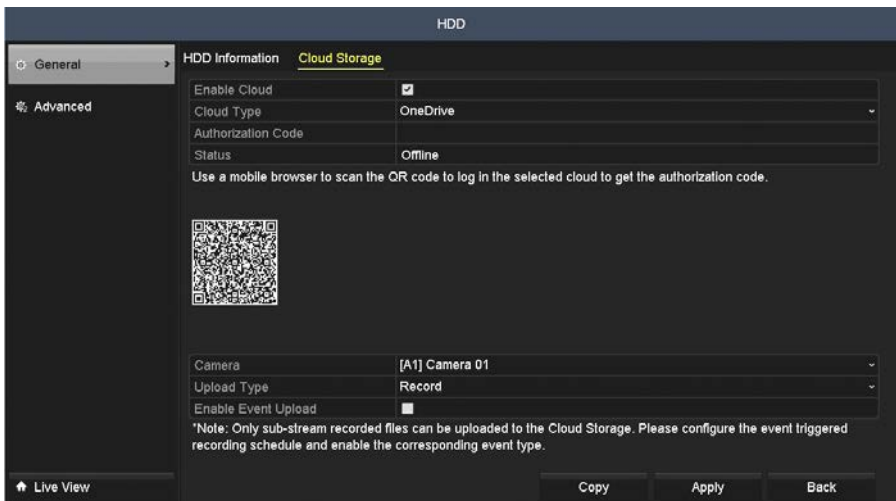 HDD
General
HDD Information Cloud Storage
Enable Cloud
Advanced
Cloud Type OneDrive
Authorization Code
Status Offline
Use a mobile browser to scan the QR code to log in the selected cloud to get the authorization code.
Camera [A1] Camera 01
Upload Type Record
Enable Event Upload
*Note: Only sub-stream recorded files can be uploaded to the Cloud Storage. Please configure the event triggered
recording schedule and enable the corresponding event type.
Live View Copy Apply Back